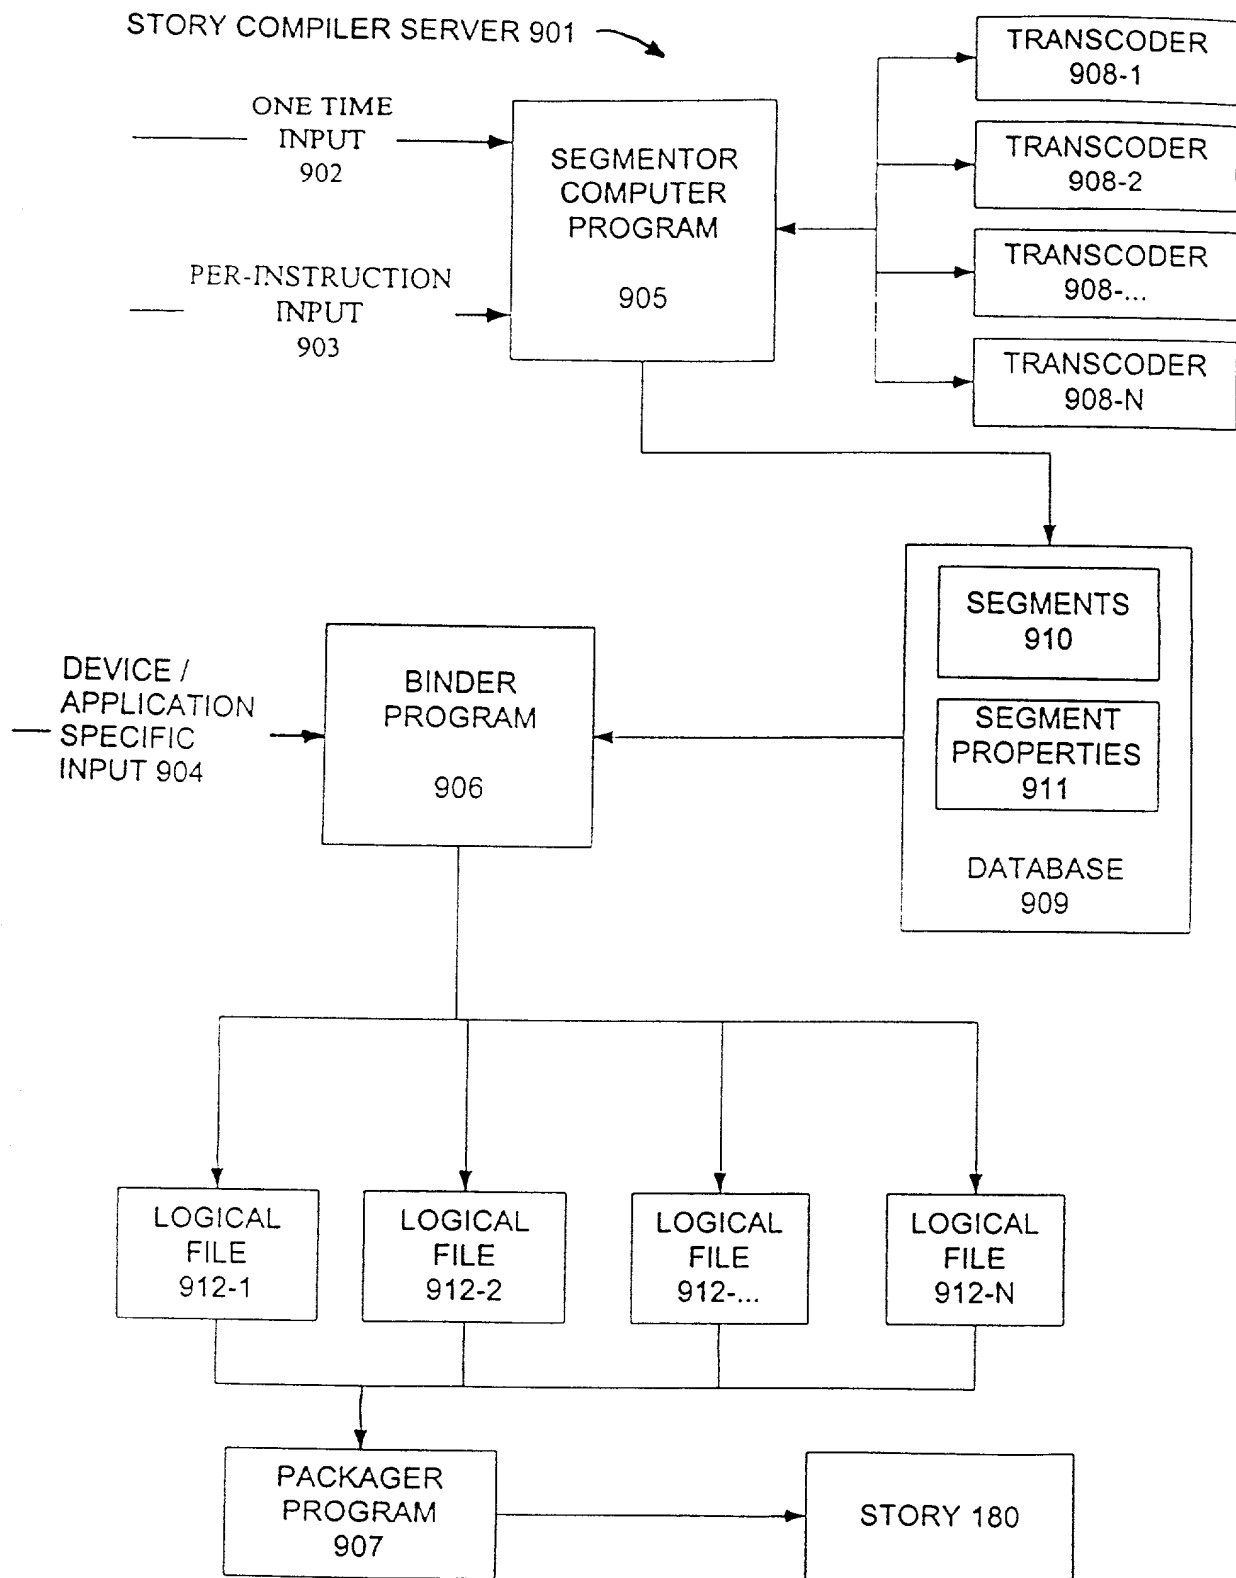 STORY COMPILER SERVER 901
ONE TIME
INPUT
902
PER-INSTRUCTION
INPUT
903
SEGMENTOR
COMPUTER
PROGRAM
905
TRANSCODER
908-1
TRANSCODER
908-2
TRANSCODER
908-...
TRANSCODER
908-N
SEGMENTS
910
SEGMENT
PROPERTIES
911
DATABASE
909
DEVICE /
APPLICATION
SPECIFIC
INPUT 904
BINDER
PROGRAM
906
LOGICAL
FILE
912-1
LOGICAL
FILE
912-2
LOGICAL
FILE
912-...
LOGICAL
FILE
912-N
PACKAGER
PROGRAM
907
STORY 180